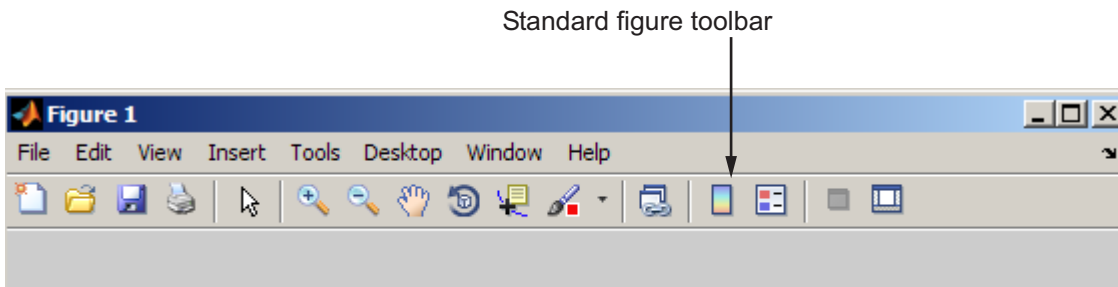 Standard figure toolbar
Figure 1
File Edit View Insert Tools Desktop Window Help